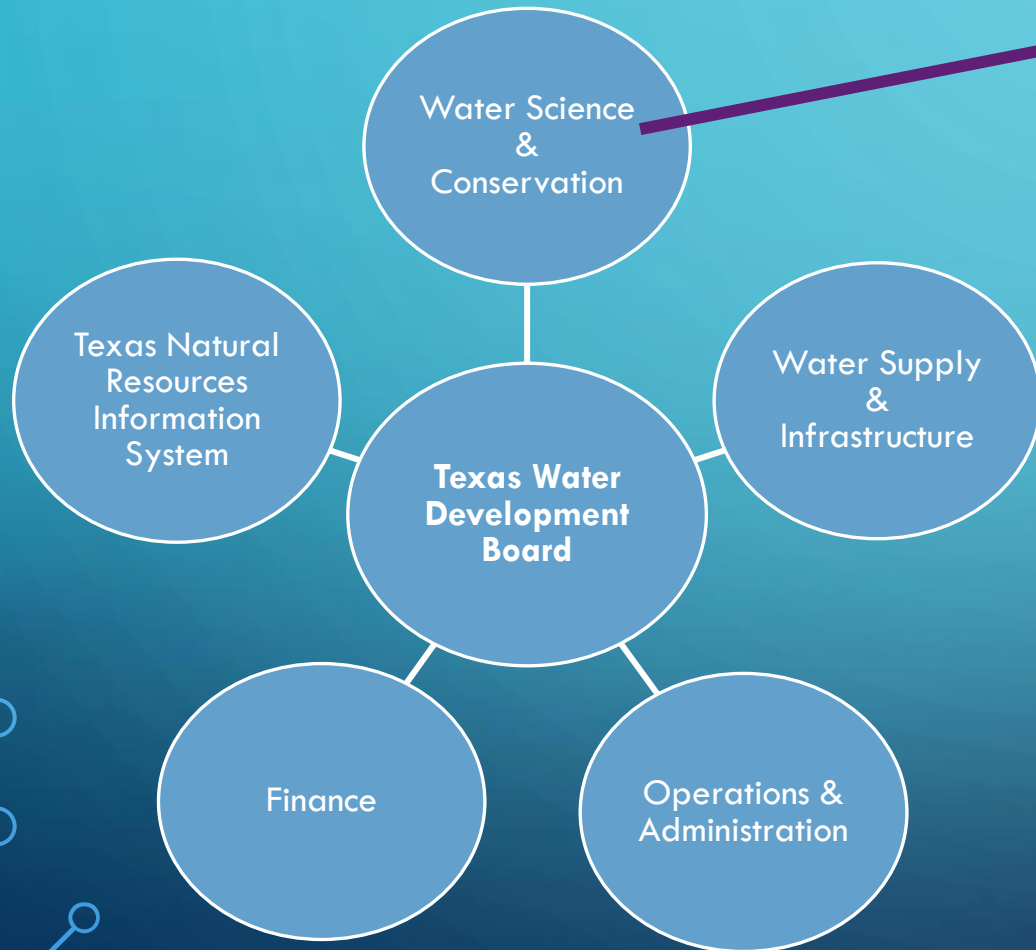 Water Science
&
Conservation
Texas Natural
Resources
Information
System
Water Supply
&
Infrastructure
Texas Water
Development
Board
Finance
Operations &
Administration